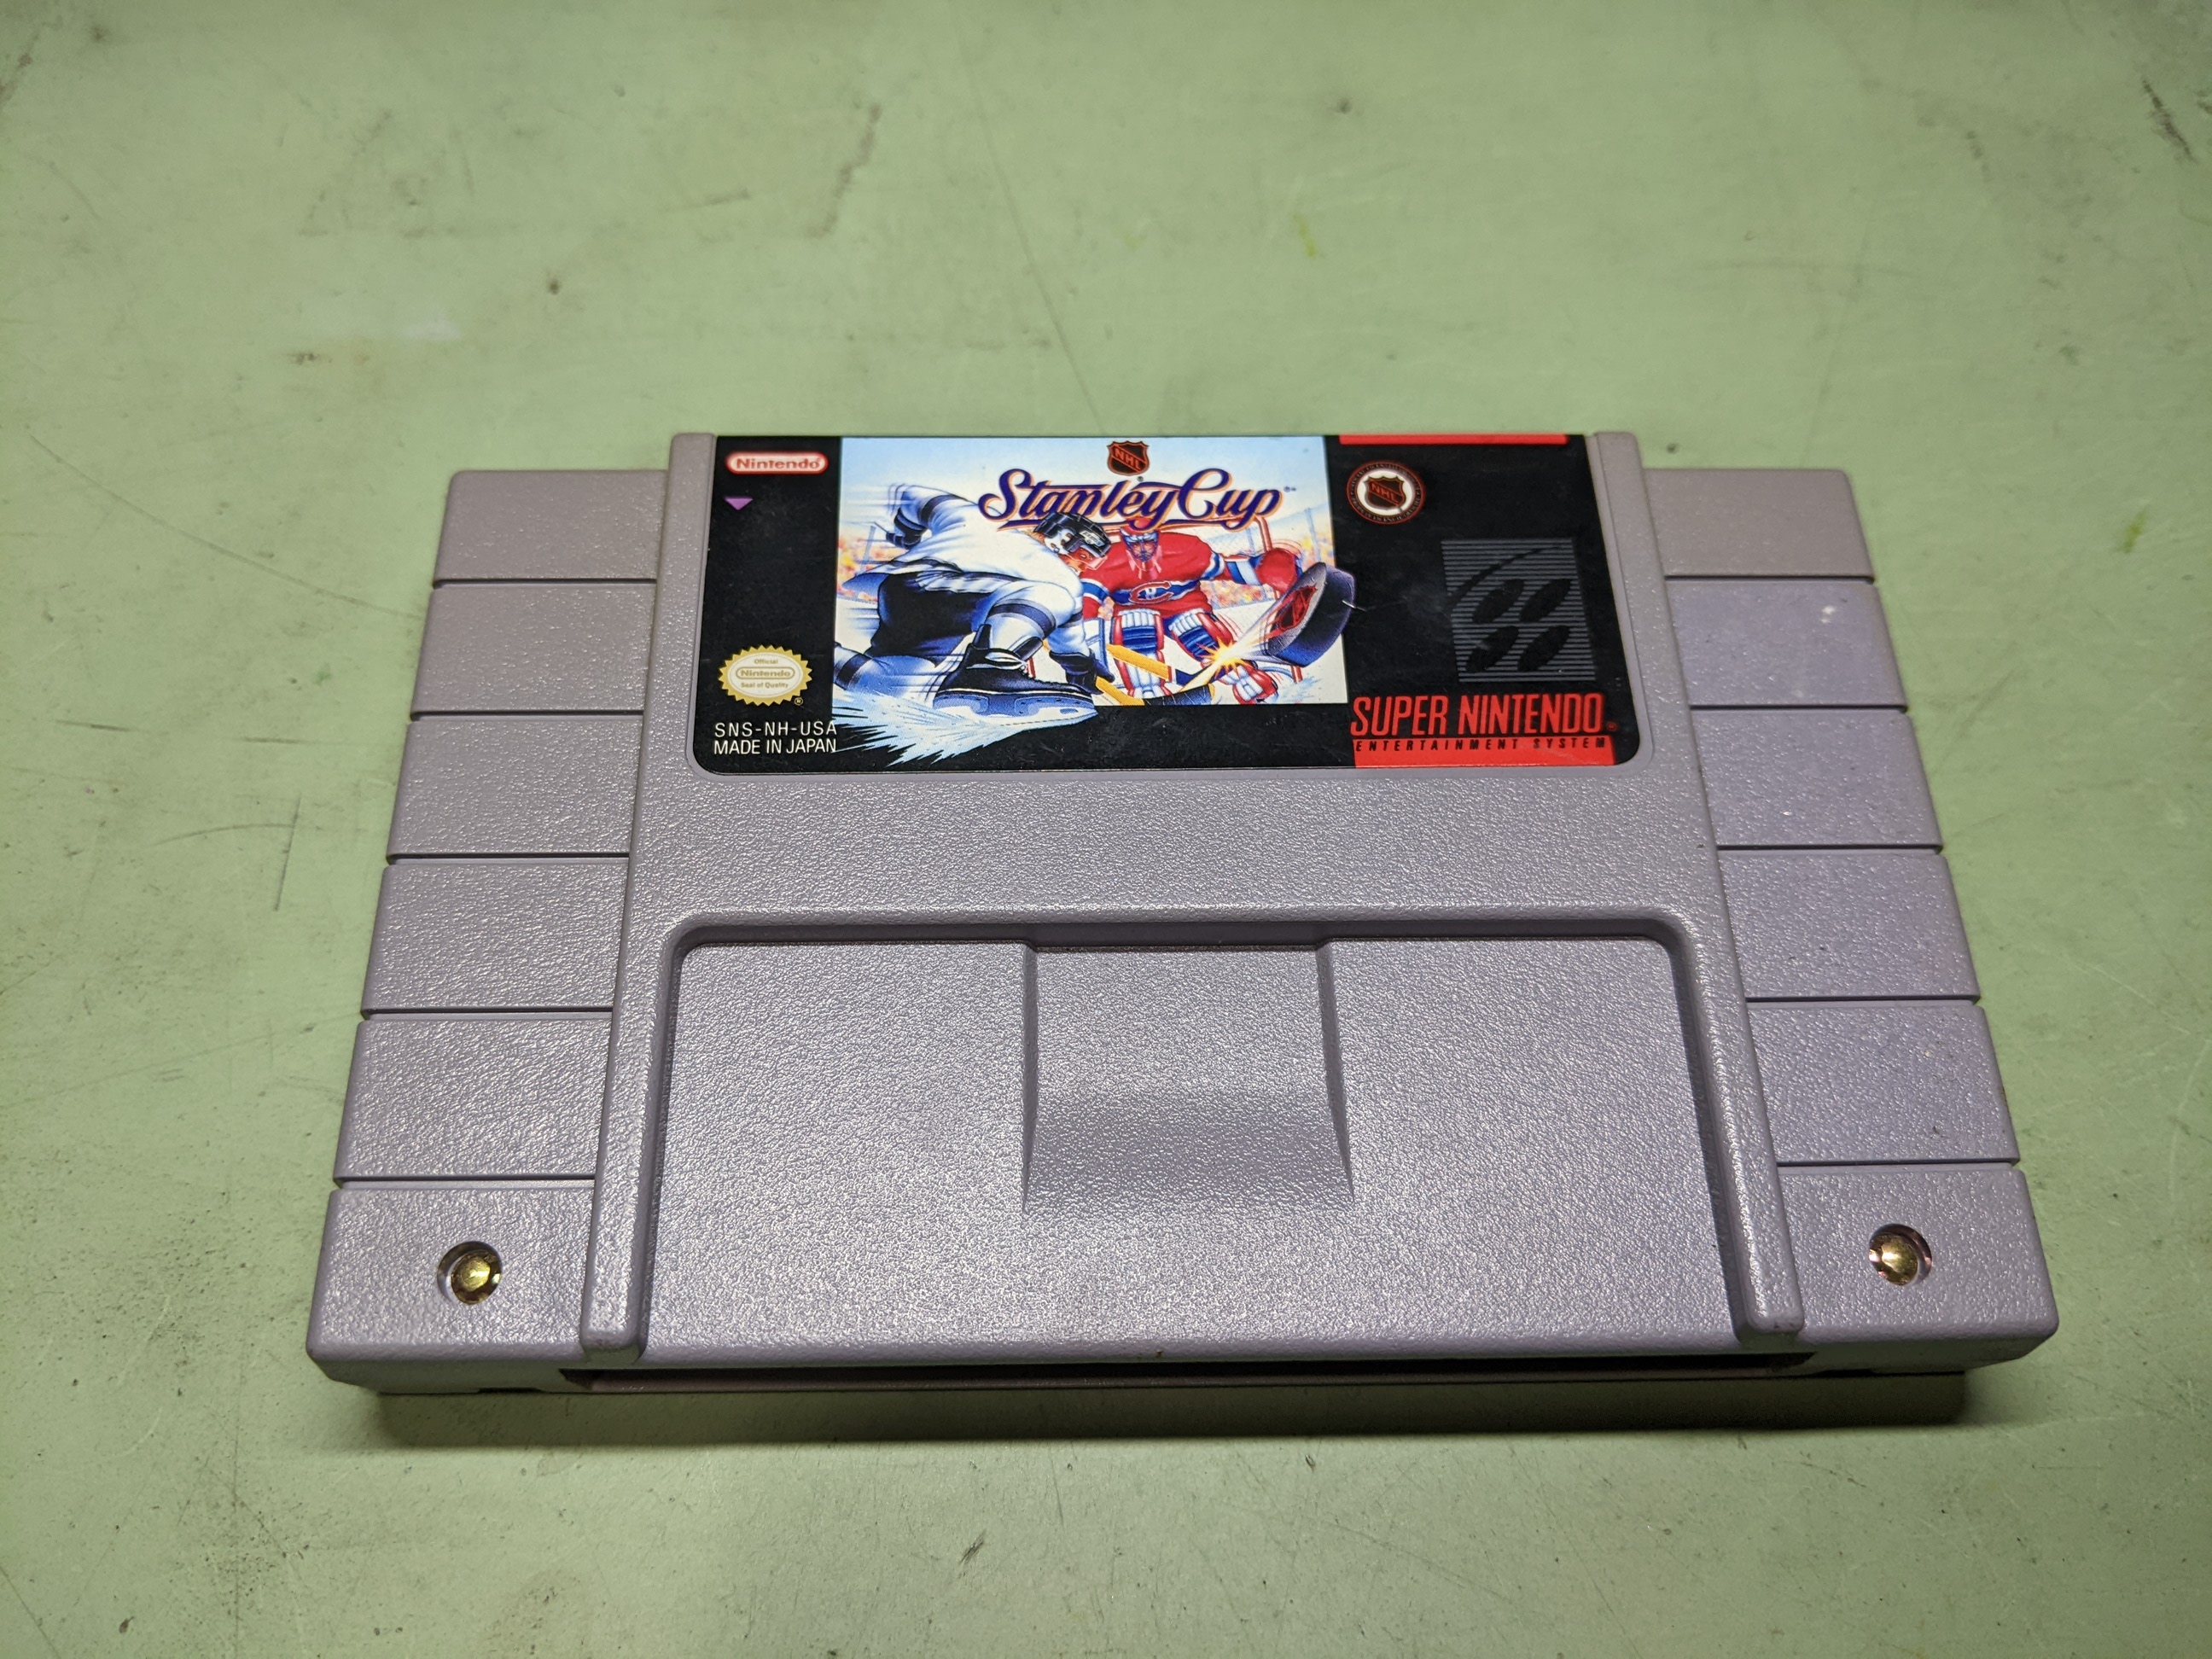 Nintendo
NHL
Stanley Cup
NHL
Official
Nintendo
Seal of Quality
SNS-NH-USA
MADE IN JAPAN
SUPER NINTENDO
ENTERTAINMENT SYSTEM